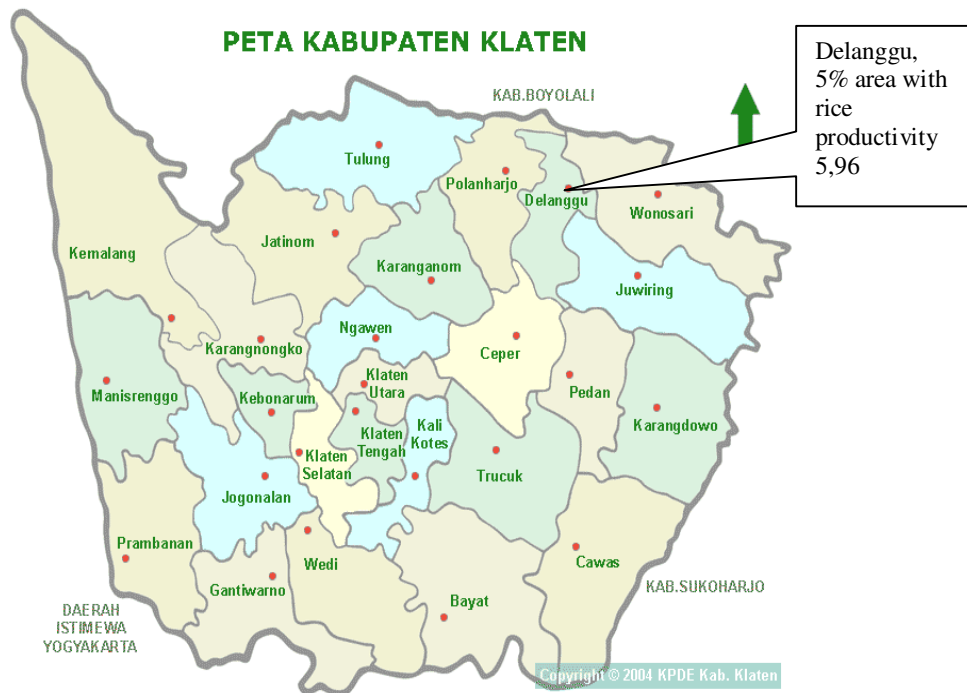 PETA KABUPATEN KLATEN
Delanggu,
5% area with
rice
productivity
5,96
KAB.BOYOLALI
Tulung
Polanharjo
Delanggu
Wonosari
Jatinom
Kemalang
Karanganom
Juwiring
Ngawen
Karangnongko
Ceper
Klaten
Utara
Manisrenggo
Kebonarum
Pedan
Karangdowo
Kali
Kotes
Klaten
Tengah
Klaten
Selatan
Trucuk
Jogonalan
Prambanan
Wedi
Cawas
Gantiwarno
Bayat
KAB.SUKOHARJO
DAERAH
ISTIMEWA
YOGYAKARTA
Copyright © 2004 KPDE Kab. Klaten